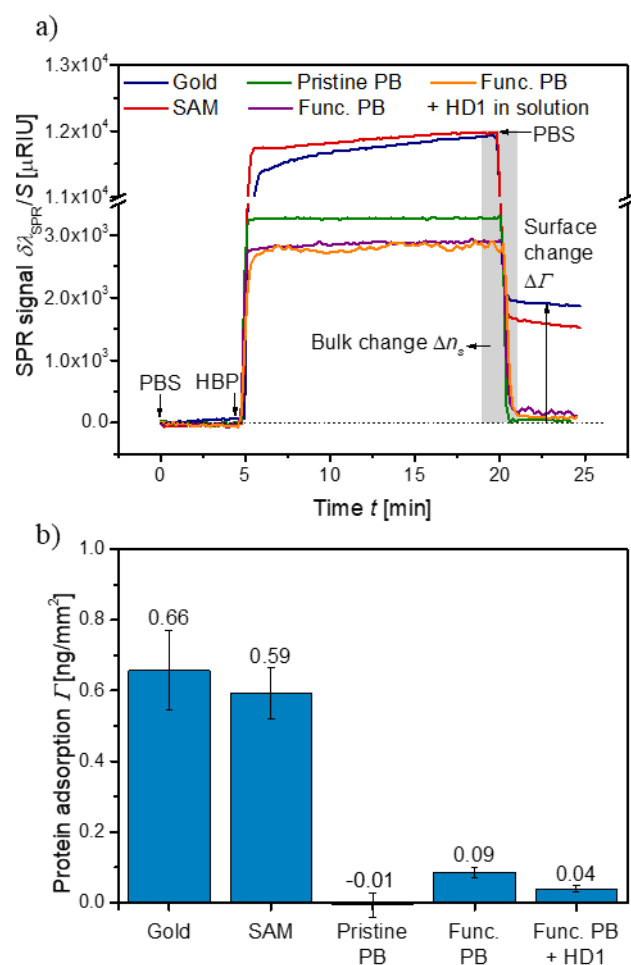 a)
1.3x10⁴
Gold Pristine PB Func. PB
SAM Func. PB + HD1 in solution
1.2x10⁴
PBS
1.1x10⁴
3.0x10³
Surface
change
ΔΓ
2.0x10³
Bulk change Δnₛ
1.0x10³
PBS HBP
0.0
SPR signal δλSPR/S [μRIU]
0 5 10 15 20 25
Time t [min]
b)
1.0
0.8
0.6
0.4
0.2
0.0
Protein adsorption Γ [ng/mm²]
0.66
0.59
-0.01
0.09
0.04
Gold SAM Pristine Func. Func. PB
PB PB + HD1